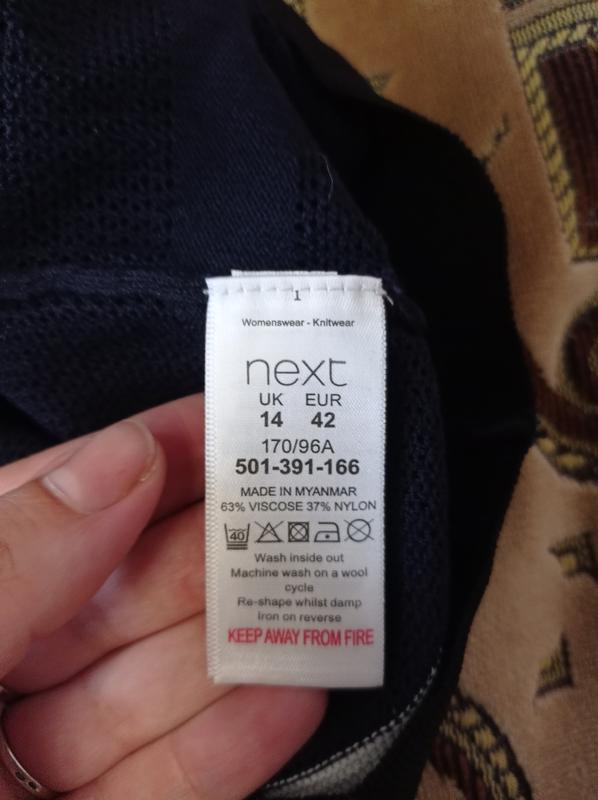 1
Womenswear - Knitwear
next
UK EUR
14 42
170/96A
501-391-166
MADE IN MYANMAR
63% VISCOSE 37% NYLON
40
Wash inside out
Machine wash on a wool
cycle
Re-shape whilst damp
Iron on reverse
KEEP AWAY FROM FIRE